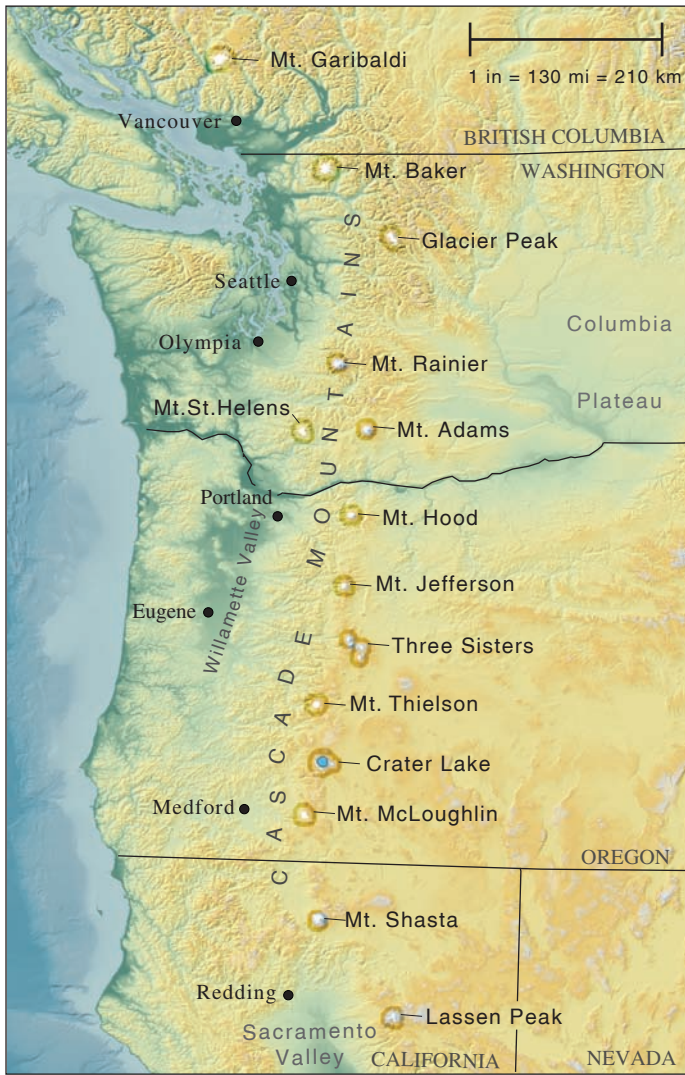 Mt. Garibaldi
1 in = 130 mi = 210 km
Vancouver
BRITISH COLUMBIA
Mt. Baker
WASHINGTON
Glacier Peak
Seattle
Columbia
Olympia
Mt. Rainier
Plateau
Mt.St.Helens
Mt. Adams
Portland
Mt. Hood
Willamette Valley
Mt. Jefferson
Eugene
Three Sisters
CASCADE MOUNTAINS
Mt. Thielson
Crater Lake
Medford
Mt. McLoughlin
OREGON
Mt. Shasta
Redding
Lassen Peak
Sacramento
Valley
CALIFORNIA
NEVADA